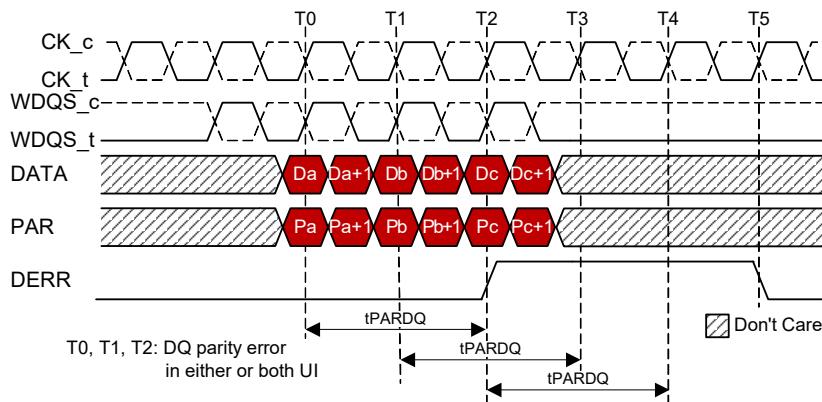 T0 T1 T2 T3 T4 T5
CK_c
CK_t
WDQS_c
WDQS_t
DATA Da Da+1 Db Db+1 Dc Dc+1
PAR Pa Pa+1 Pb Pb+1 Pc Pc+1
DERR
tPARDQ
Don't Care
T0, T1, T2: DQ parity error
in either or both UI
tPARDQ
tPARDQ